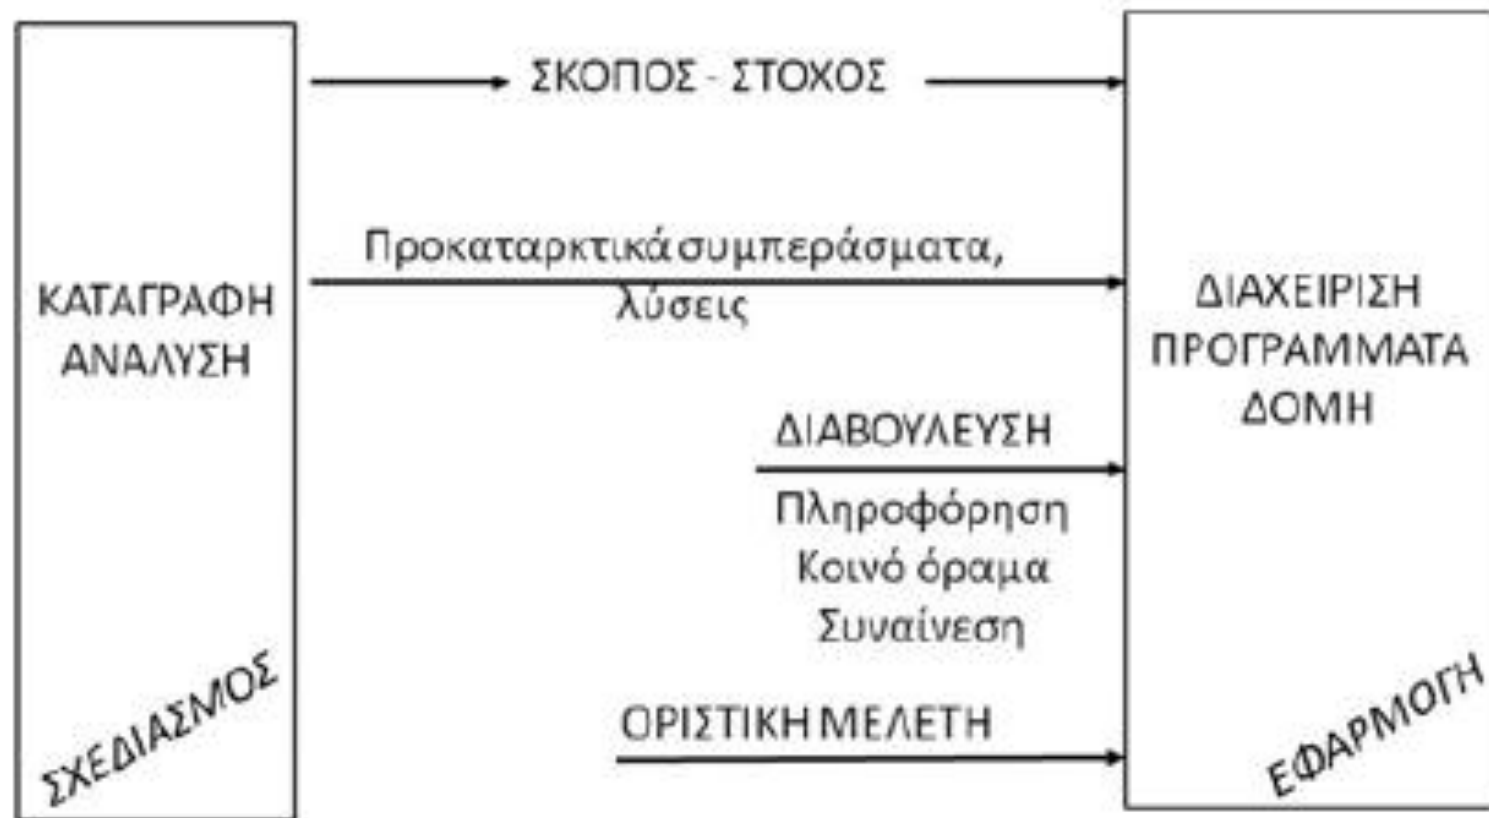 ΣΚΟΠΟΣ - ΣΤΟΧΟΣ
Προκαταρκτικά συμπεράσματα,
λύσεις
ΚΑΤΑΓΡΑΦΗ
ΑΝΑΛΥΣΗ
ΔΙΑΧΕΙΡΙΣΗ
ΠΡΟΓΡΑΜΜΑΤΑ
ΔΟΜΗ
ΔΙΑΒΟΥΛΕΥΣΗ
Πληροφόρηση
Κοινό όραμα
Συναίνεση
ΟΡΙΣΤΙΚΗ ΜΕΛΕΤΗ
ΣΧΕΔΙΑΣΜΟΣ
ΕΦΑΡΜΟΓΗ